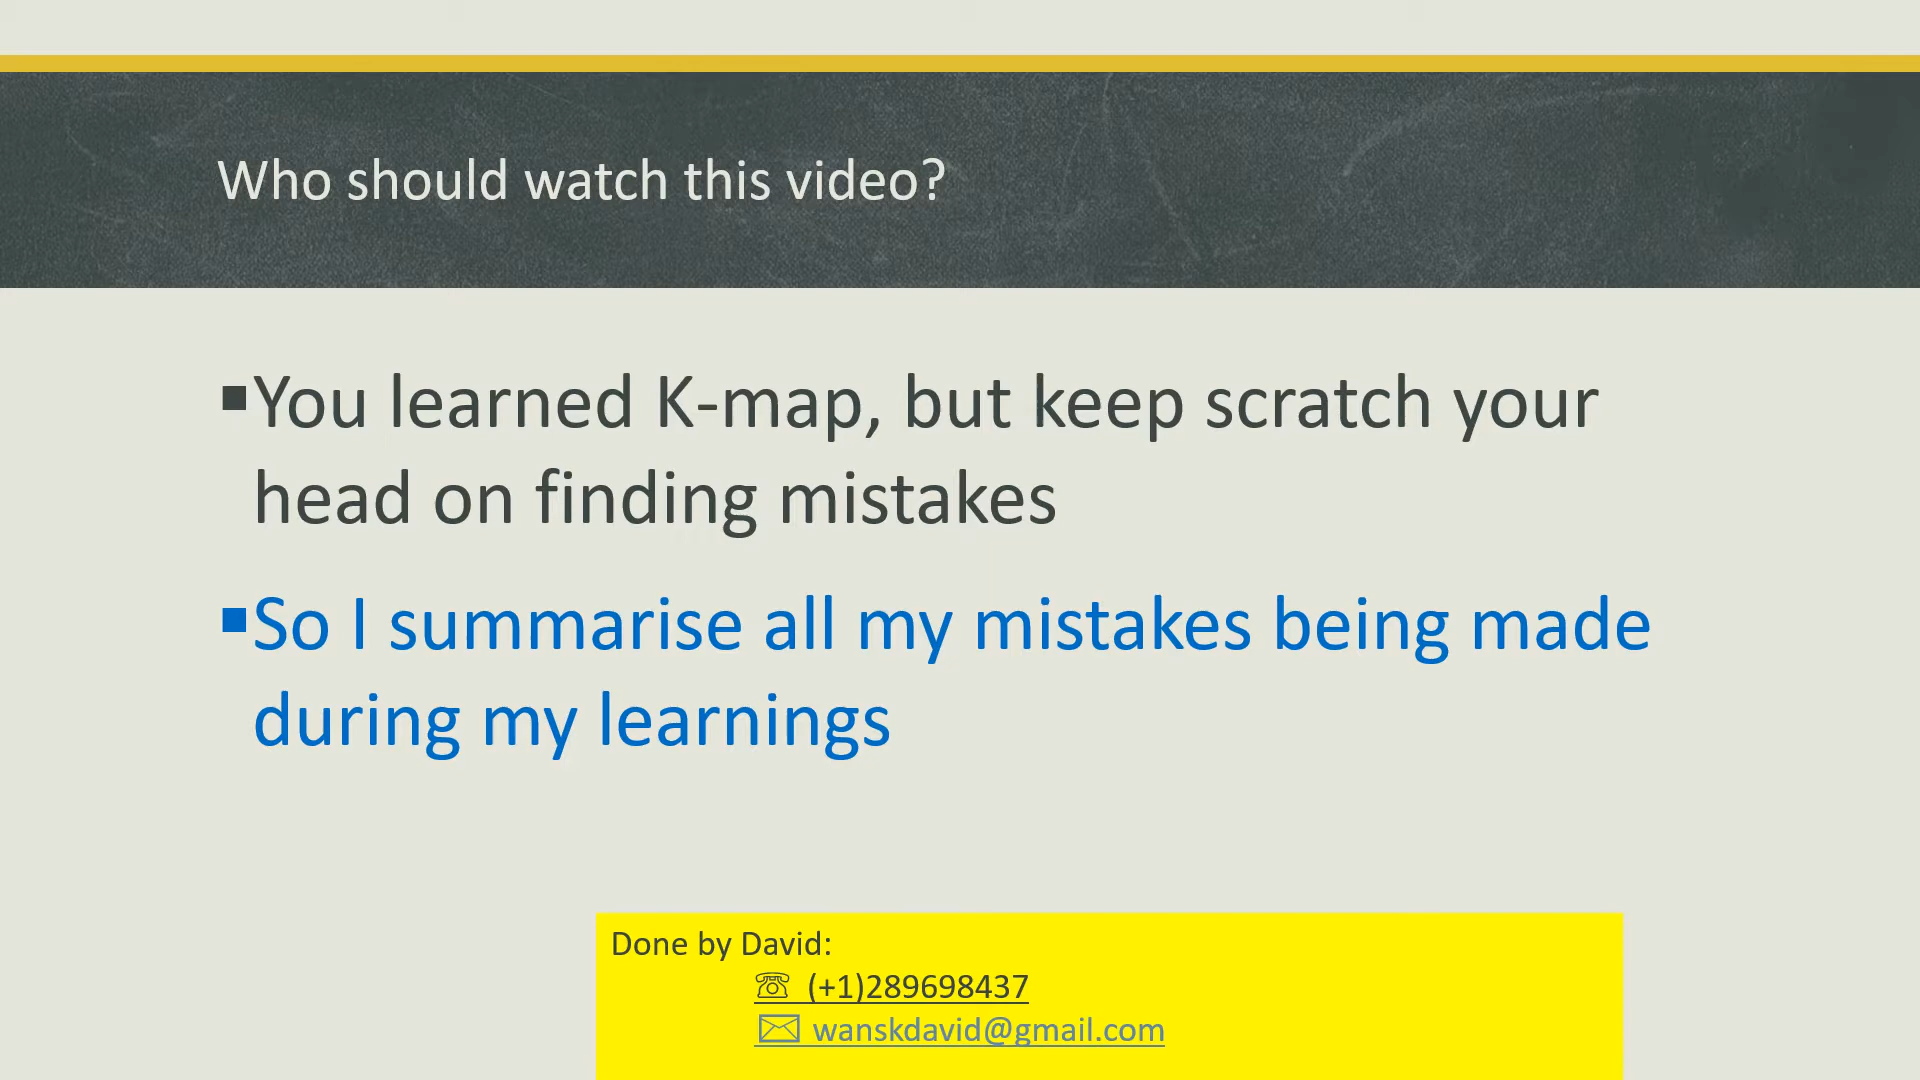 Who should watch this video?
▪You learned K-map, but keep scratch your
head on finding mistakes
▪So I summarise all my mistakes being made
during my learnings
Done by David:
☏ (+1)289698437
🖂 wanskdavid@gmail.com